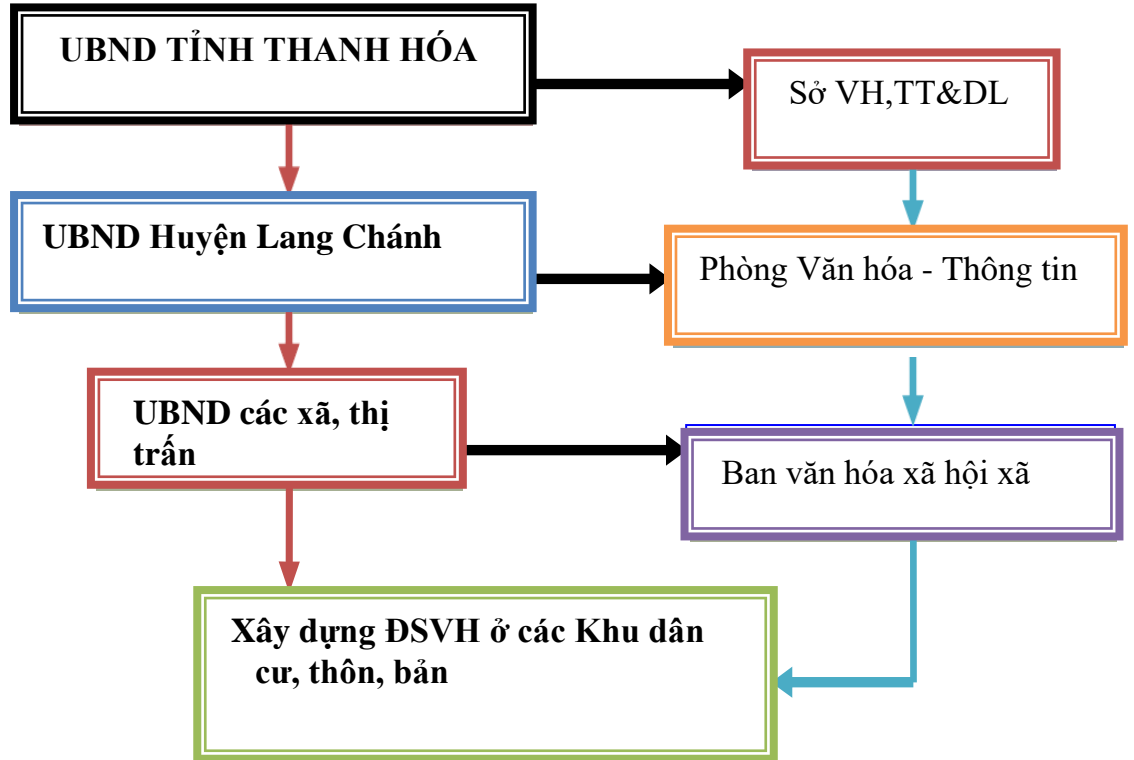 UBND TỈNH THANH HÓA
Sở VH,TT&DL
UBND Huyện Lang Chánh
Phòng Văn hóa - Thông tin
UBND các xã, thị
trấn
Ban văn hóa xã hội xã
Xây dựng ĐSVH ở các Khu dân
cư, thôn, bản